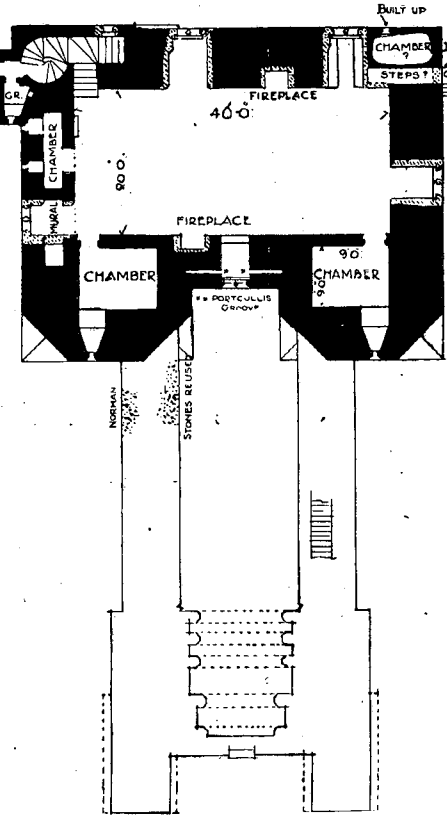 BUILT UP
CHAMBER
?
STEPS?
GR.
FIREPLACE
40·0·
CHAMBER
20·0
MURAL
FIREPLACE
CHAMBER
CHAMBER
9·0
9·0
PORTCULLIS
GROOVE
NORMAN
STONES REUSED